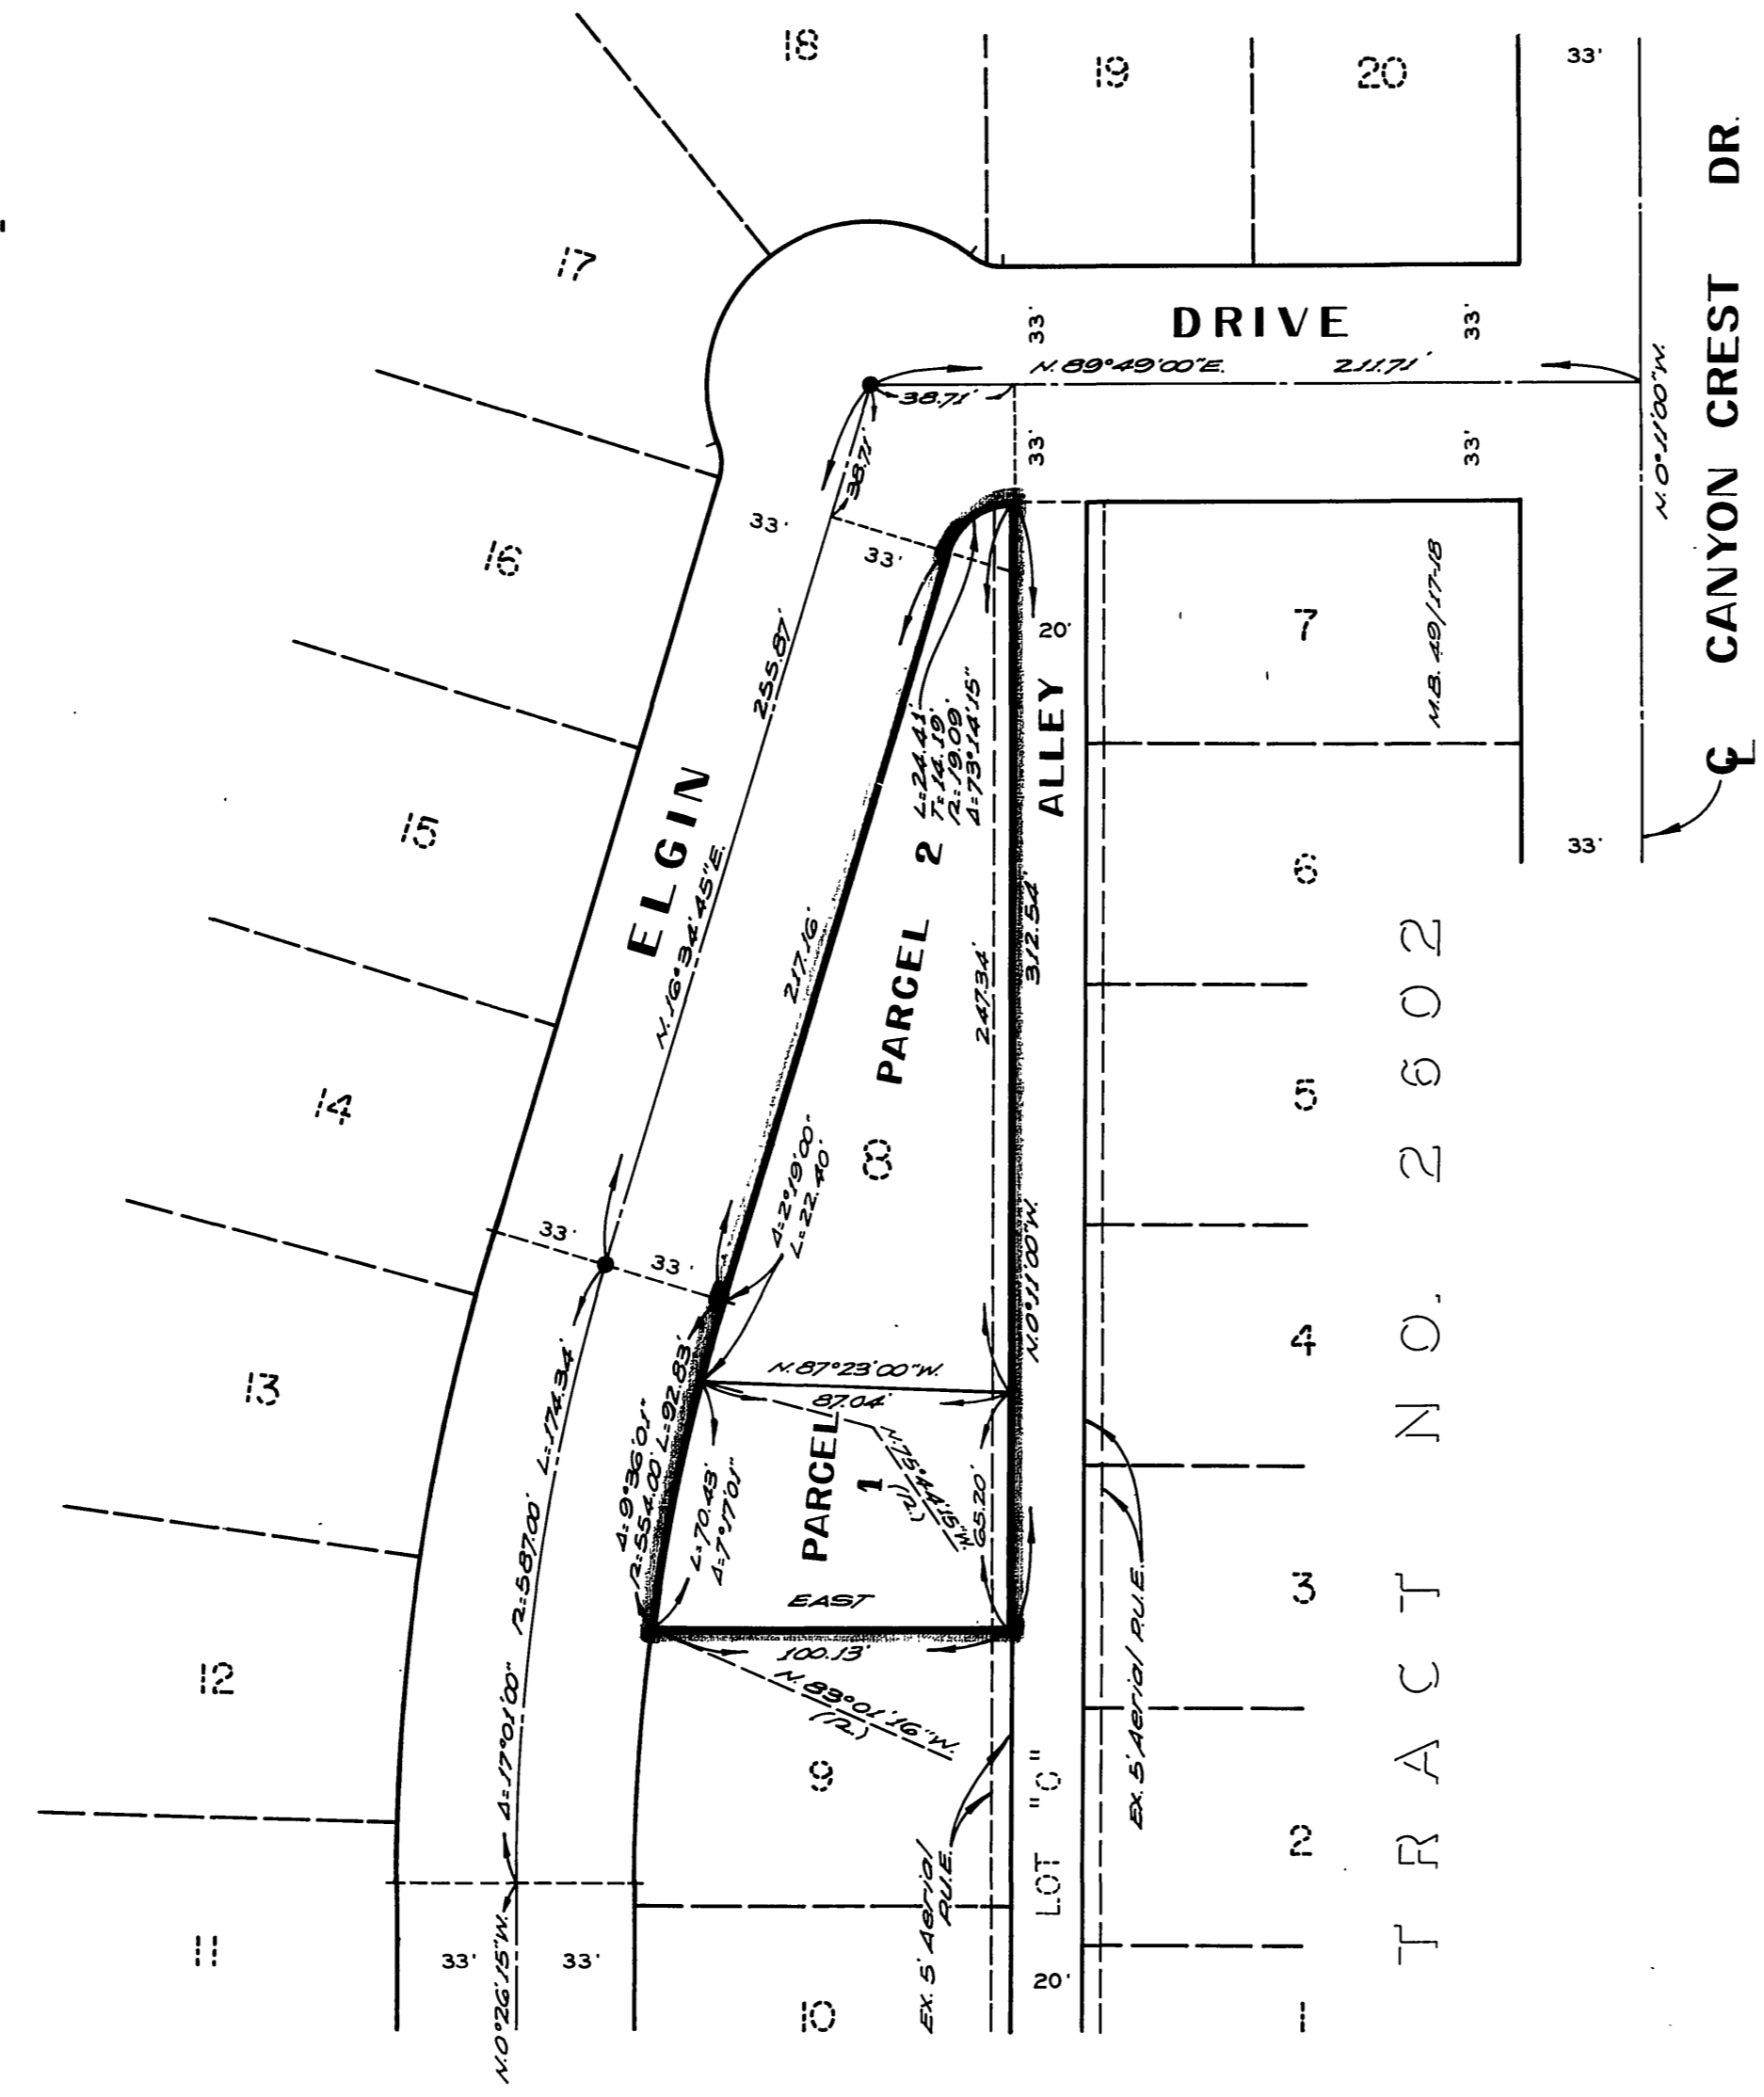 18
19
20
33'
17
CANYON CREST DR.
DRIVE
33'
33'
N. 89°49'00"E. 211.71'
38.71'
N. 0°11'00"W.
33'
33'
38.71'
33'
33'
16
M.B. 49/17-18
7
20'
255.87'
L=24.41'
T=14.19'
R=19.09'
Δ=73°14'15"
ALLEY
15
ELGIN
N. 16°34'45"E.
33'
6
PARCEL 2
217.16'
247.34'
312.54'
8
TRACT NO. 2602
14
Δ=2°19'00"
L=22.40'
5
33'
33'
N.0°11'00"W.
4
13
N. 87°23'00"W.
87.04'
Δ=17°01'00" R=587.00' L=174.34'
Δ=9°36'01"
R=554.00' L=92.83'
L=70.43'
Δ=7°17'01"
PARCEL
1
N.75°44'15"W.
(R.)
65.20'
EAST
100.13'
3
12
N. 83°01'16"W.
(R.)
EX. 5' Aerial P.U.E.
9
LOT "C"
2
EX. 5' Aerial
P.U.E.
11
33'
33'
20'
N.0°26'15"W.
10
1